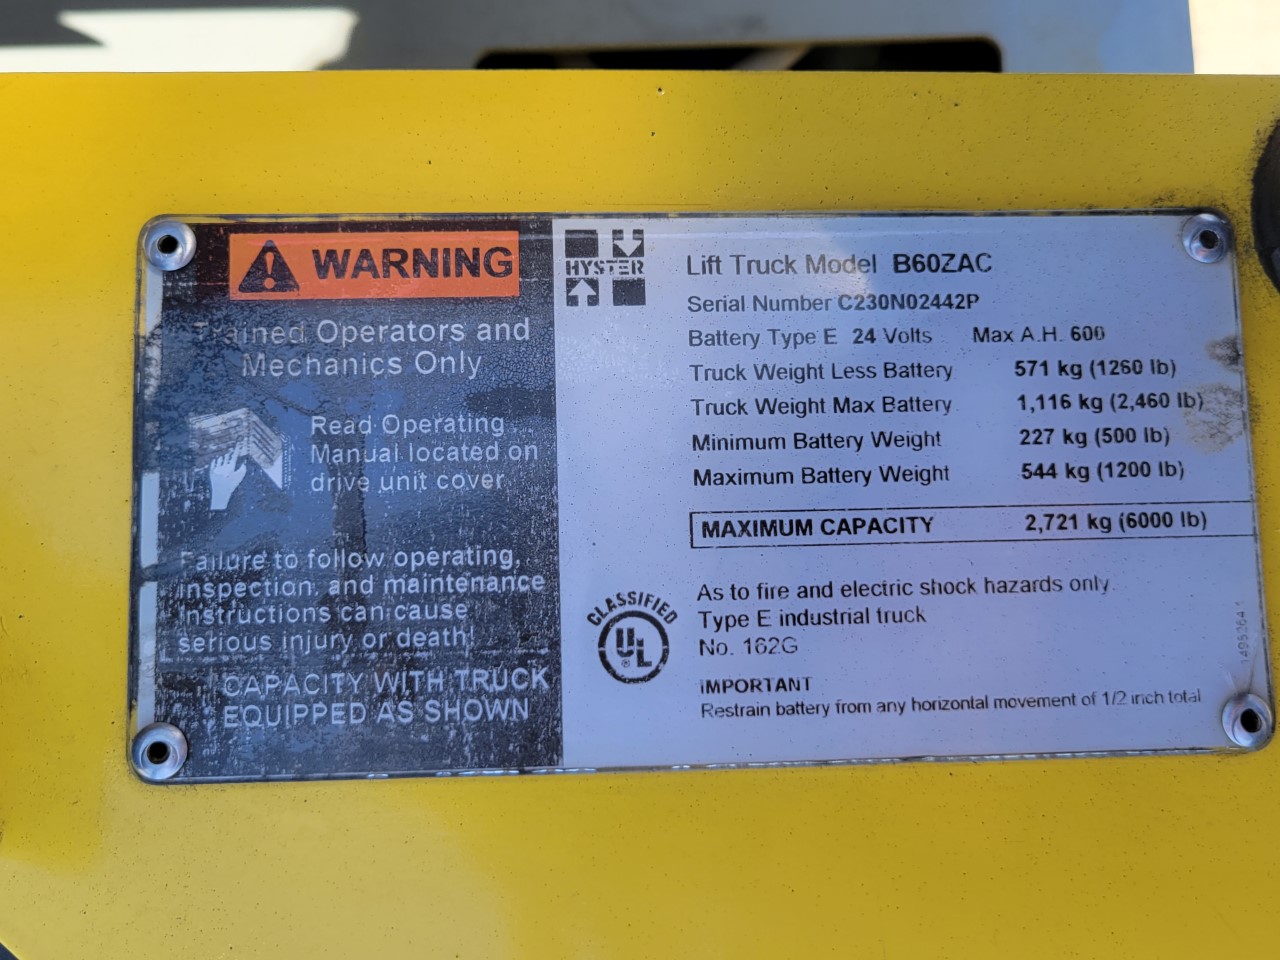 WARNING
Trained Operators and
Mechanics Only
Read Operating
Manual located on
drive unit cover
Failure to follow operating,
inspection, and maintenance
instructions can cause
serious injury or death!
CAPACITY WITH TRUCK
EQUIPPED AS SHOWN
HYSTER
Lift Truck Model B60ZAC
Serial Number C230N02442P
Battery Type E 24 Volts Max A.H. 600
Truck Weight Less Battery 571 kg (1260 lb)
Truck Weight Max Battery 1,116 kg (2,460 lb)
Minimum Battery Weight 227 kg (500 lb)
Maximum Battery Weight 544 kg (1200 lb)
MAXIMUM CAPACITY 2,721 kg (6000 lb)
CLASSIFIED
UL
®
As to fire and electric shock hazards only.
Type E industrial truck
No. 162G
IMPORTANT
Restrain battery from any horizontal movement of 1/2 inch total